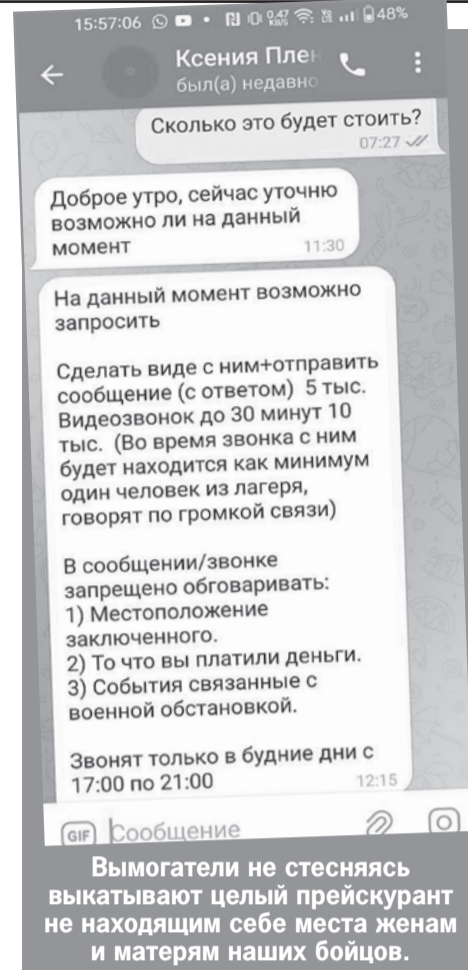 15:57:06 0.47 KB/S 48%
Ксения Плен
был(а) недавно
Сколько это будет стоить?
07:27
Доброе утро, сейчас уточню
возможно ли на данный
момент 11:30
На данный момент возможно
запросить
Сделать виде с ним+отправить
сообщение (с ответом) 5 тыс.
Видеозвонок до 30 минут 10
тыс. (Во время звонка с ним
будет находится как минимум
один человек из лагеря,
говорят по громкой связи)
В сообщении/звонке
запрещено обговаривать:
1) Местоположение
заключенного.
2) То что вы платили деньги.
3) События связанные с
военной обстановкой.
Звонят только в будние дни с
17:00 по 21:00 12:15
GIF Сообщение
Вымогатели не стесняясь
выкатывают целый прейскурант
не находящим себе места женам
и матерям наших бойцов.